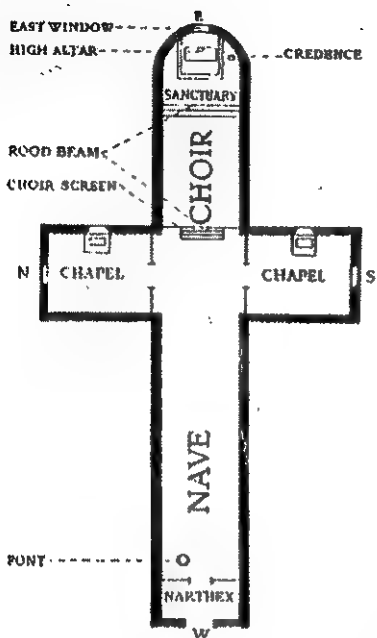 E
EAST WINDOW
HIGH ALTAR
CREDENCE
SANCTUARY
ROOD BEAM
CHOIR SCREEN
CHOIR
N
CHAPEL
CHAPEL
S
NAVE
FONT
NARTHEX
W